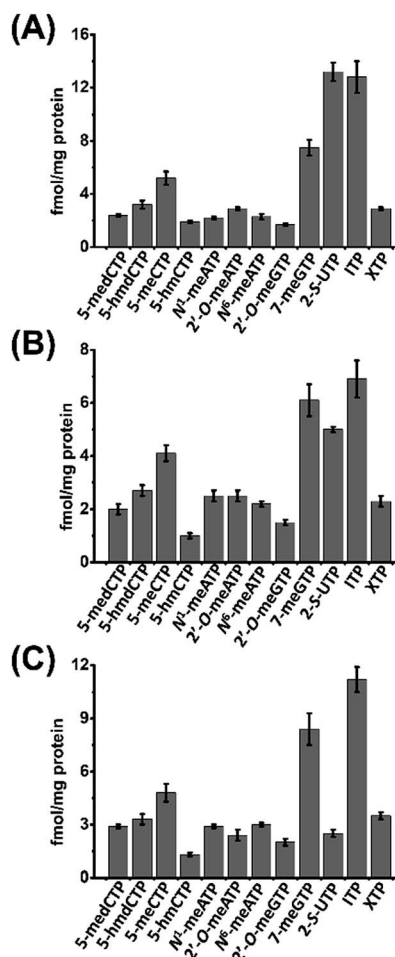 (A)
fmol/mg protein
16
12
8
4
0
5-medCTP
5-hmdCTP
5-meCTP
5-hmCTP
N¹-meATP
2'-O-meATP
N⁶-meATP
2'-O-meGTP
7-meGTP
2-S-UTP
ITP
XTP
(B)
fmol/mg protein
8
6
4
2
0
5-medCTP
5-hmdCTP
5-meCTP
5-hmCTP
N¹-meATP
2'-O-meATP
N⁶-meATP
2'-O-meGTP
7-meGTP
2-S-UTP
ITP
XTP
(C)
fmol/mg protein
12
9
6
3
0
5-medCTP
5-hmdCTP
5-meCTP
5-hmCTP
N¹-meATP
2'-O-meATP
N⁶-meATP
2'-O-meGTP
7-meGTP
2-S-UTP
ITP
XTP